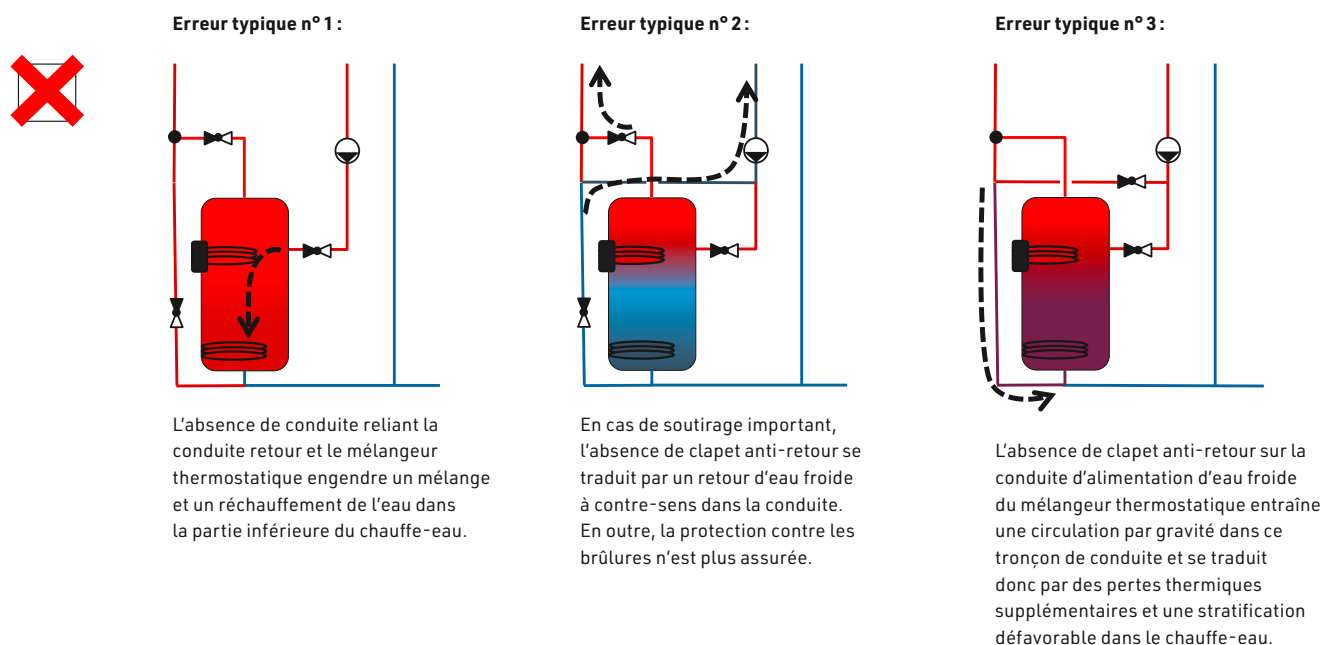 Erreur typique n° 1 :
L'absence de conduite reliant la
conduite retour et le mélangeur
thermostatique engendre un mélange
et un réchauffement de l'eau dans
la partie inférieure du chauffe-eau.
Erreur typique n° 2 :
En cas de soutirage important,
l'absence de clapet anti-retour se
traduit par un retour d'eau froide
à contre-sens dans la conduite.
En outre, la protection contre les
brûlures n'est plus assurée.
Erreur typique n° 3 :
L'absence de clapet anti-retour sur la
conduite d'alimentation d'eau froide
du mélangeur thermostatique entraîne
une circulation par gravité dans ce
tronçon de conduite et se traduit
donc par des pertes thermiques
supplémentaires et une stratification
défavorable dans le chauffe-eau.